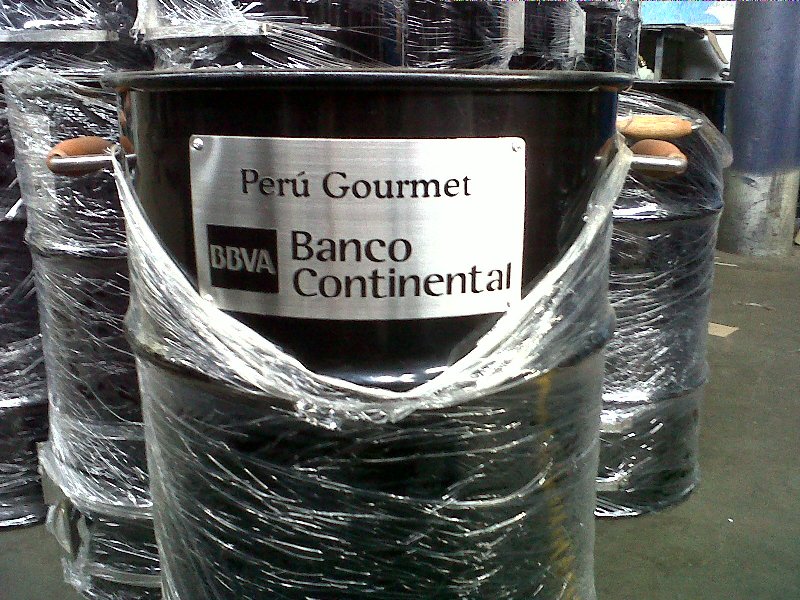 Perú Gourmet
BBVA
Banco
Continental